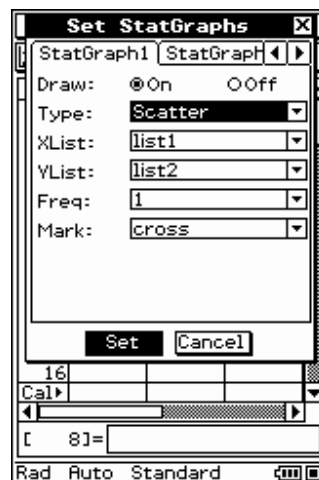 Set StatGraphs X
StatGraph1 StatGraph
Draw: On Off
Type: Scatter
XList: list1
YList: list2
Freq: 1
Mark: cross
Set Cancel
16
Cal
[ 8]=
Rad Auto Standard